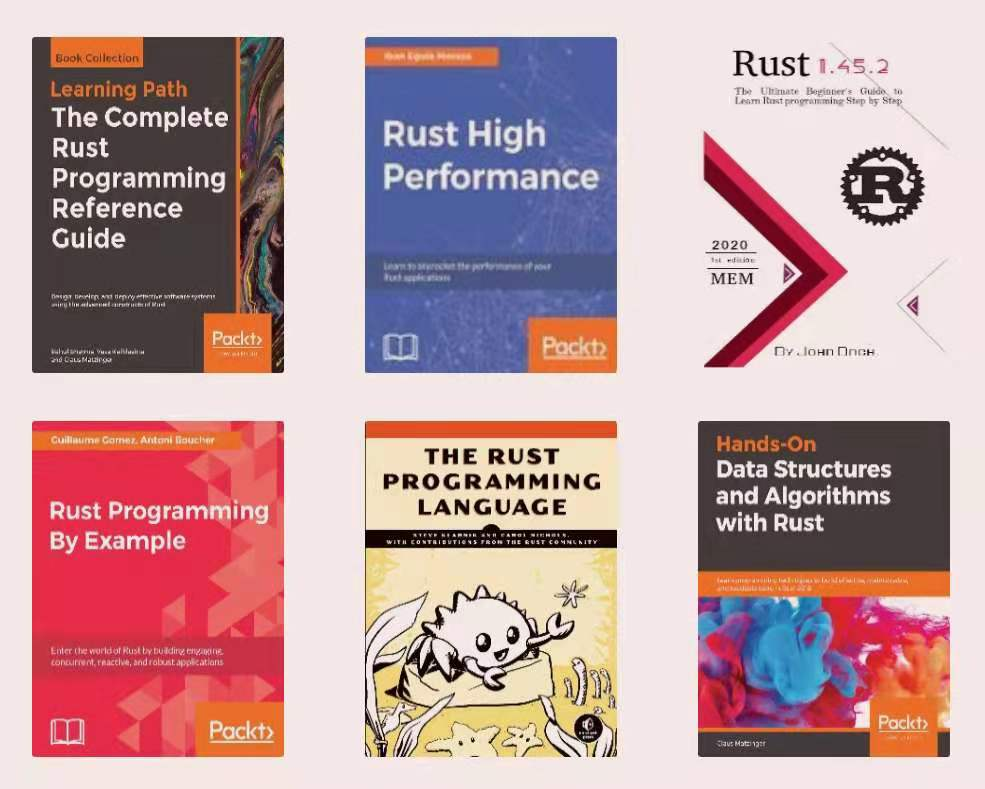 Book Collection
Learning Path
The Complete
Rust
Programming
Reference
Guide
Design, develop, and deploy effective software systems
using the advanced constructs of Rust
Rahul Sharma, Vesa Kaihlavirta
and Claus Matzinger
Packt>
Rust High
Performance
Learn to skyrocket the performance of your
Rust applications
Packt>
Rust 1.45.2
The Ultimate Beginner's Guide to
Learn Rust programming Step by Step
R
2020
1st edition
MEM
By John Bach
Guillaume Gomez, Antoni Boucher
Rust Programming
By Example
Enter the world of Rust by building engaging,
concurrent, reactive, and robust applications
Packt>
THE RUST
PROGRAMMING
LANGUAGE
STEVE KLABNIK AND CAROL NICHOLS,
WITH CONTRIBUTIONS FROM THE RUST COMMUNITY
Hands-On
Data Structures
and Algorithms
with Rust
Packt>
Claus Matzinger